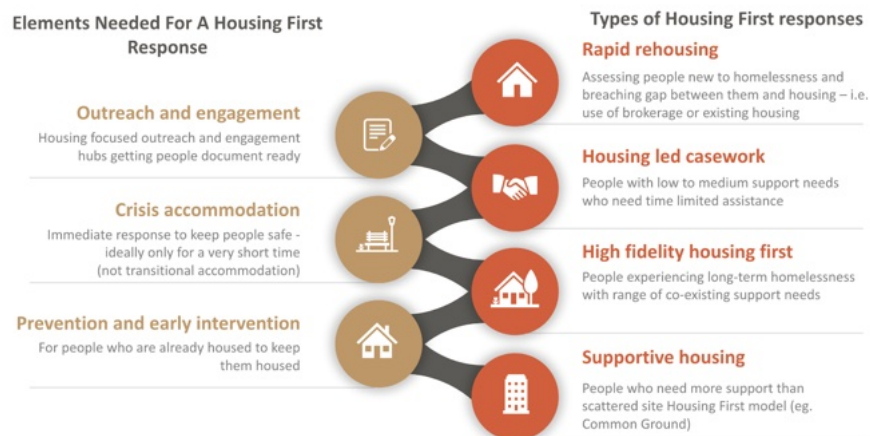 Elements Needed For A Housing First
Response
Outreach and engagement
Housing focused outreach and engagement
hubs getting people document ready
Crisis accommodation
Immediate response to keep people safe -
ideally only for a very short time
(not transitional accommodation)
Prevention and early intervention
For people who are already housed to keep
them housed
Types of Housing First responses
Rapid rehousing
Assessing people new to homelessness and
breaching gap between them and housing – i.e.
use of brokerage or existing housing
Housing led casework
People with low to medium support needs
who need time limited assistance
High fidelity housing first
People experiencing long-term homelessness
with range of co-existing support needs
Supportive housing
People who need more support than
scattered site Housing First model (eg.
Common Ground)